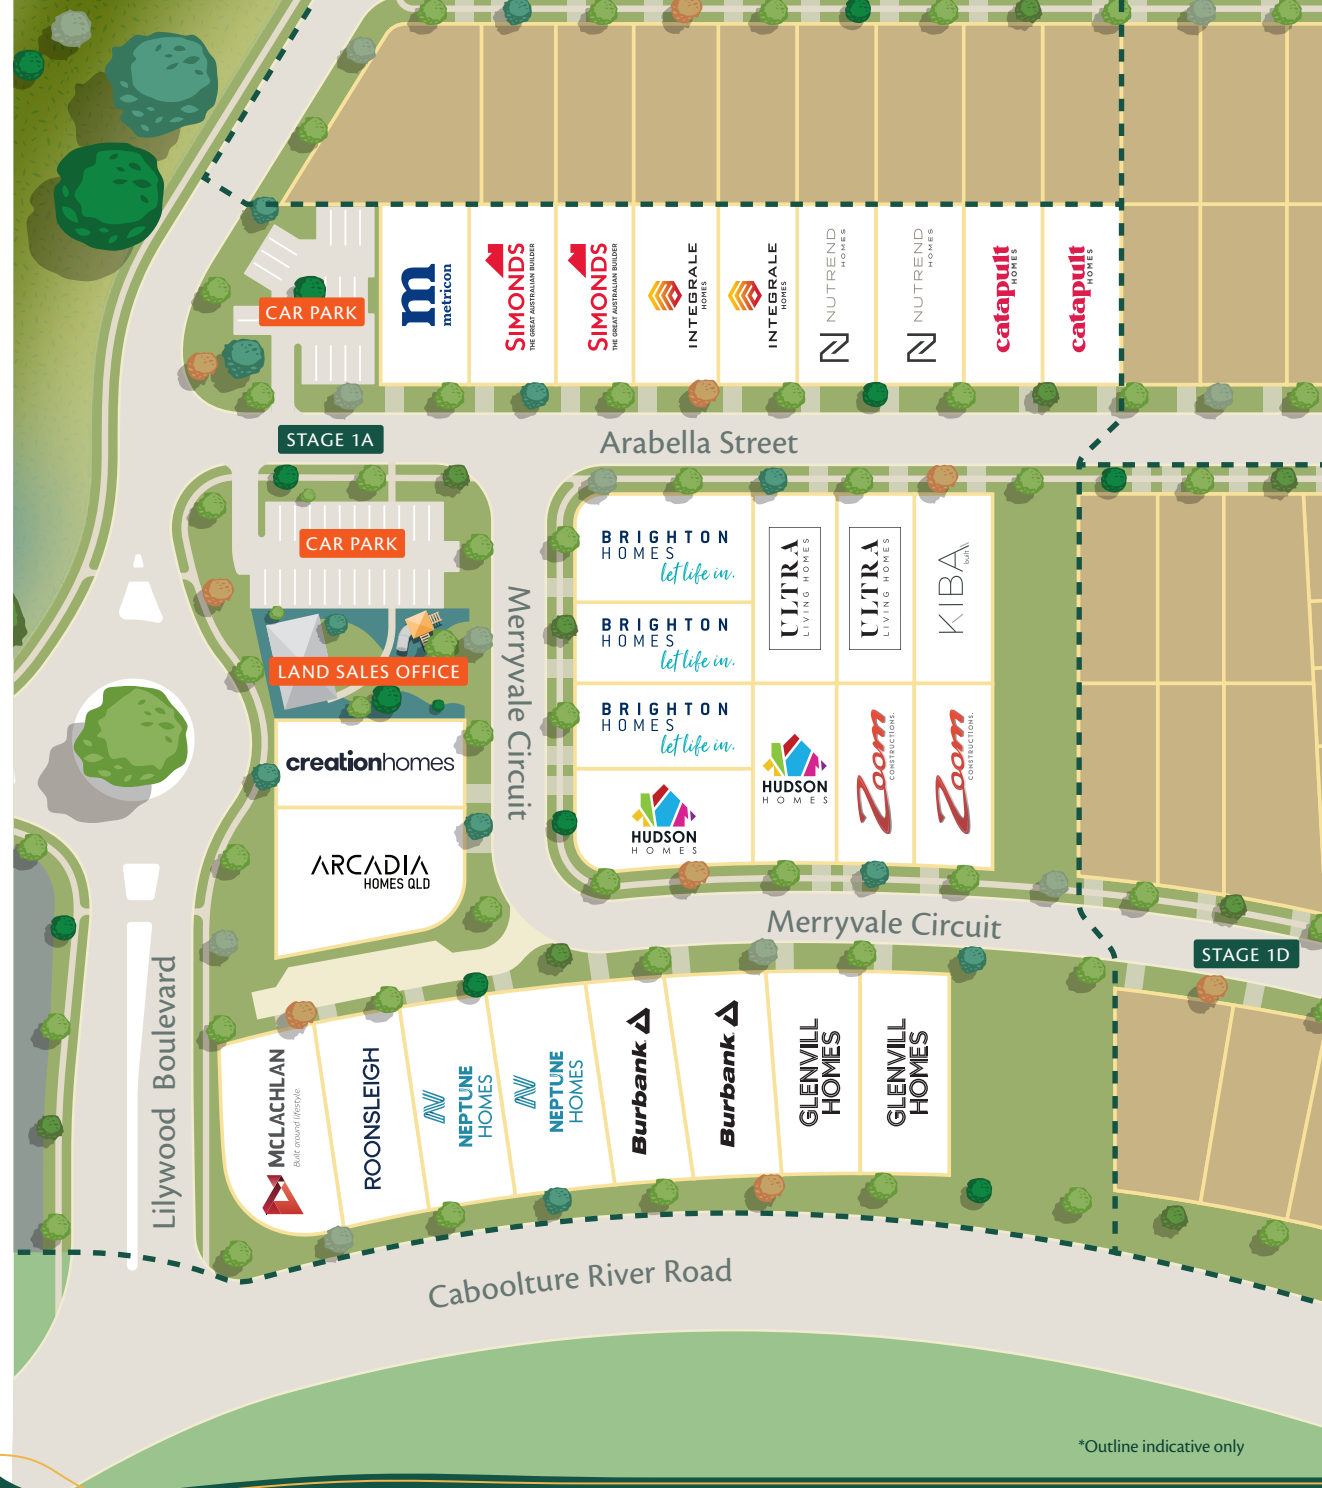 CAR PARK
m
metricon
SIMONDS
THE GREAT AUSTRALIAN BUILDER
SIMONDS
THE GREAT AUSTRALIAN BUILDER
INTEGRALE
HOMES
INTEGRALE
HOMES
NUTREND
HOMES
NUTREND
HOMES
catapult
HOMES
catapult
HOMES
STAGE 1A
Arabella Street
CAR PARK
LAND SALES OFFICE
creationhomes
ARCADIA
HOMES QLD
Merryvale Circuit
BRIGHTON
HOMES
let life in.
BRIGHTON
HOMES
let life in.
BRIGHTON
HOMES
let life in.
HUDSON
HOMES
ULTRA
LIVING HOMES
ULTRA
LIVING HOMES
KIBA
built
HUDSON
HOMES
Zoom
CONSTRUCTIONS.
Zoom
CONSTRUCTIONS.
Merryvale Circuit
STAGE 1D
Lilywood Boulevard
MCLACHLAN
Built around lifestyle.
ROONSLEIGH
NEPTUNE
HOMES
NEPTUNE
HOMES
Burbank
Burbank
GLENVILL
HOMES
GLENVILL
HOMES
Caboolture River Road
*Outline indicative only